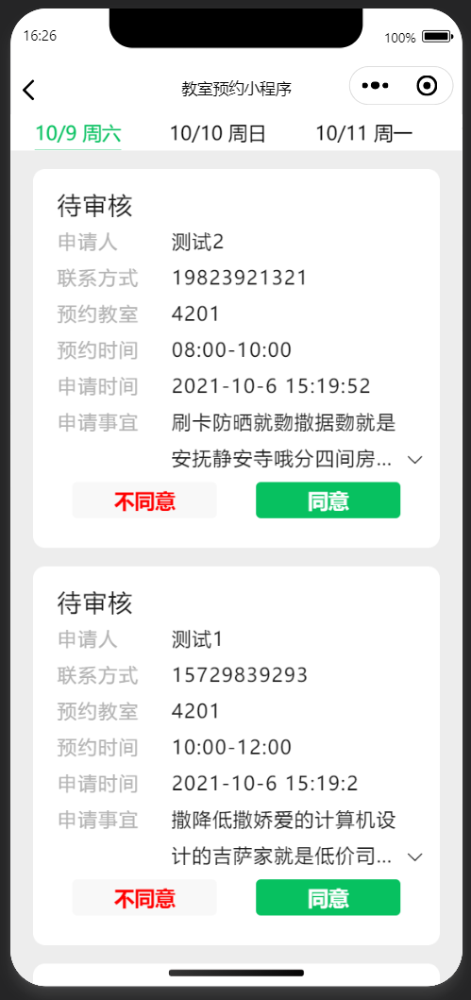 16:26
100%
教室预约小程序
10/9 周六
10/10 周日
10/11 周一
待审核
申请人 测试2
联系方式 19823921321
预约教室 4201
预约时间 08:00-10:00
申请时间 2021-10-6 15:19:52
申请事宜 刷卡防晒就覅撒据覅就是
安抚静安寺哦分四间房...
不同意 同意
待审核
申请人 测试1
联系方式 15729839293
预约教室 4201
预约时间 10:00-12:00
申请时间 2021-10-6 15:19:2
申请事宜 撒降低撒娇爱的计算机设
计的吉萨家就是低价司...
不同意 同意